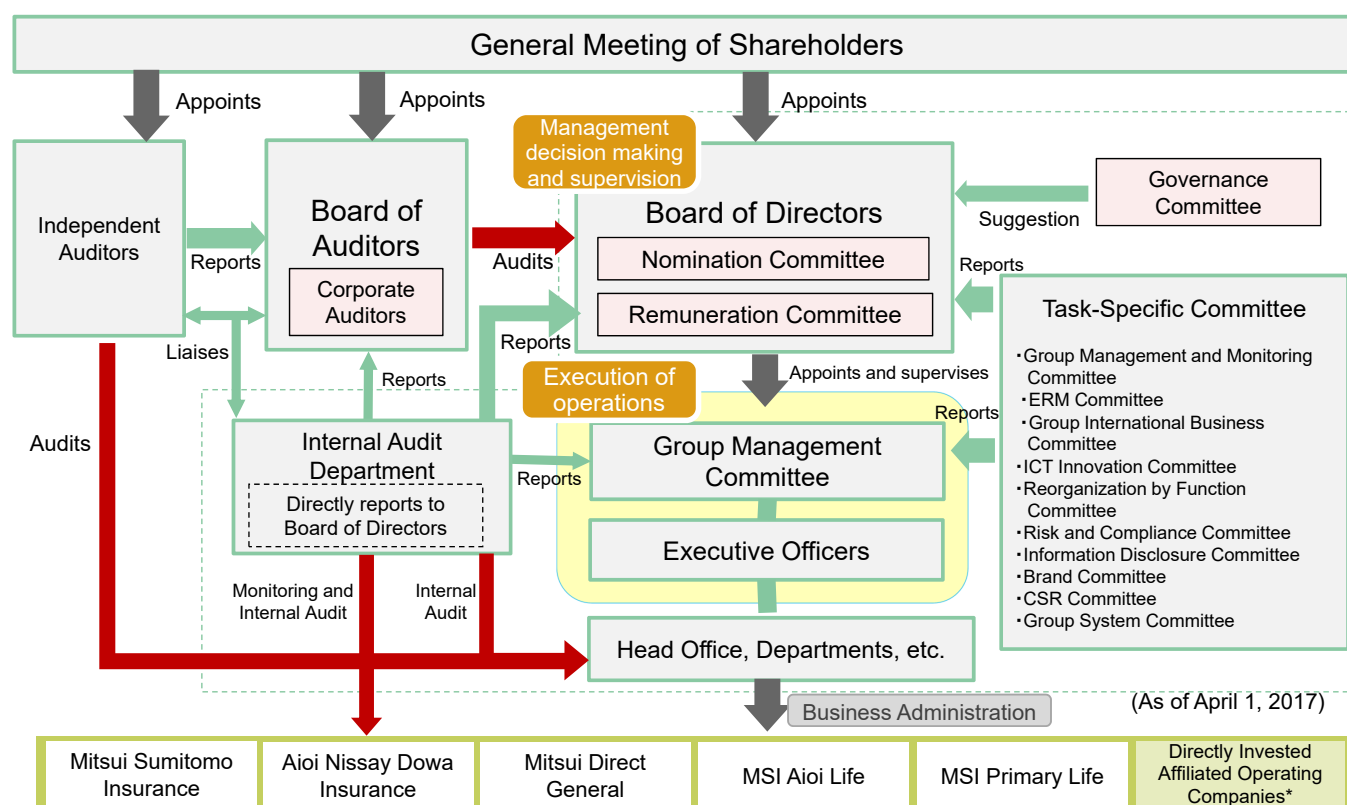 General Meeting of Shareholders
Appoints
Appoints
Appoints
Management
decision making
and supervision
Independent
Auditors
Reports
Board of
Auditors
Corporate
Auditors
Audits
Board of Directors
Nomination Committee
Remuneration Committee
Suggestion
Governance
Committee
Reports
Task-Specific Committee
・Group Management and Monitoring
Committee
・ERM Committee
・Group International Business
Committee
・ICT Innovation Committee
・Reorganization by Function
Committee
・Risk and Compliance Committee
・Information Disclosure Committee
・Brand Committee
・CSR Committee
・Group System Committee
Liaises
Reports
Reports
Execution of
operations
Appoints and supervises
Reports
Audits
Internal Audit
Department
Directly reports to
Board of Directors
Reports
Group Management
Committee
Executive Officers
Monitoring and
Internal Audit
Internal
Audit
Head Office, Departments, etc.
Business Administration
(As of April 1, 2017)
Mitsui Sumitomo
Insurance
Aioi Nissay Dowa
Insurance
Mitsui Direct
General
MSI Aioi Life
MSI Primary Life
Directly Invested
Affiliated Operating
Companies*